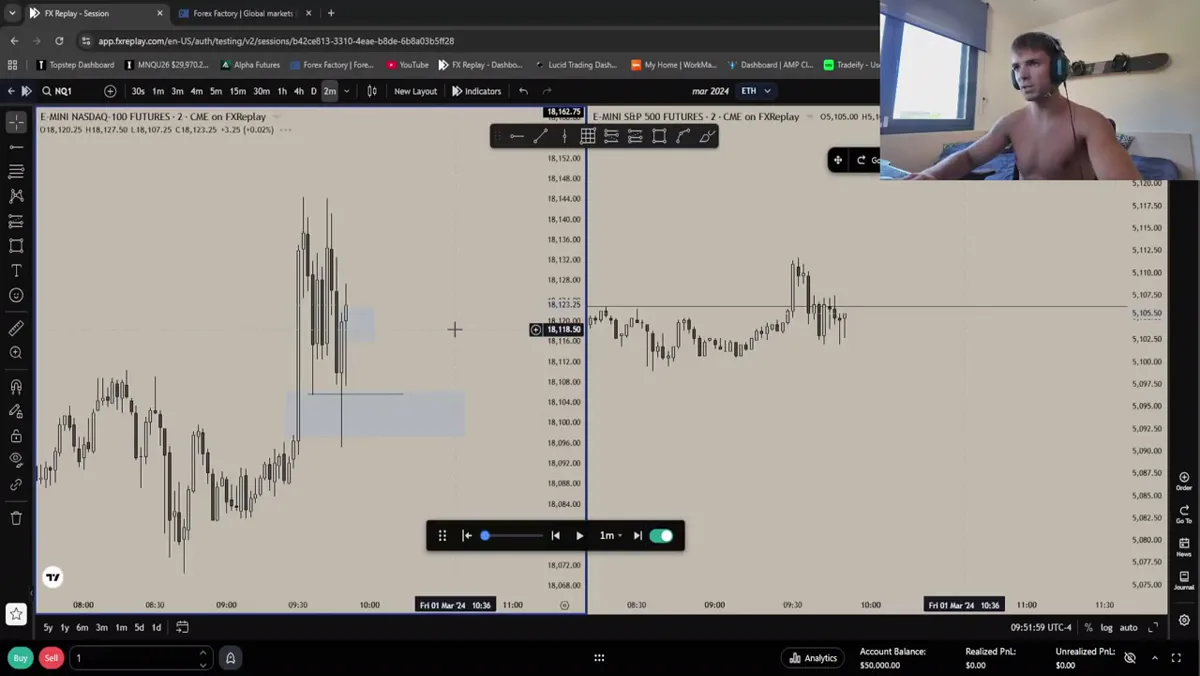 FX Replay - Session
Forex Factory | Global markets
app.fxreplay.com/en-US/auth/testing/v2/sessions/b42ce813-3310-4eae-b8de-6b8a03b5ff28
Topstep Dashboard
MNQU26 $29,970.2...
Alpha Futures
Forex Factory | Fore...
YouTube
FX Replay - Dashbo...
Lucid Trading Dash...
My Home | WorkMa...
Dashboard | AMP Cl...
Tradeify - Use
NQ1 30s 1m 3m 4m 5m 15m 30m 1h 4h D 2m New Layout Indicators mar 2024 ETH
E-MINI NASDAQ-100 FUTURES · 2 · CME on FXReplay
O18,120.25 H18,127.50 L18,107.25 C18,123.25 +3.25 (+0.02%)
E-MINI S&P 500 FUTURES · 2 · CME on FXReplay O5,105.00
Go
18,162.75
18,152.00
18,148.00
18,144.00
18,140.00
18,136.00
18,132.00
18,128.00
18,123.25
18,120.00
18,118.50
18,116.00
18,112.00
18,108.00
18,104.00
18,100.00
18,096.00
18,092.00
18,088.00
18,084.00
18,072.00
18,068.00
5,120.00
5,117.50
5,115.00
5,112.50
5,110.00
5,107.50
5,105.50
5,102.50
5,100.00
5,097.50
5,095.00
5,092.50
5,090.00
5,087.50
5,085.00
5,082.50
5,080.00
5,077.50
5,075.00
Order
Go To
News
Journal
1m
08:00 08:30 09:00 09:30 10:00 Fri 01 Mar '24 10:36 11:00
08:30 09:00 09:30 10:00 Fri 01 Mar '24 10:36 11:00 11:30
5y 1y 6m 3m 1m 5d 1d
09:51:59 UTC-4 % log auto
Buy Sell 1
Analytics
Account Balance:
$50,000.00
Realized PnL:
$0.00
Unrealized PnL:
$0.00